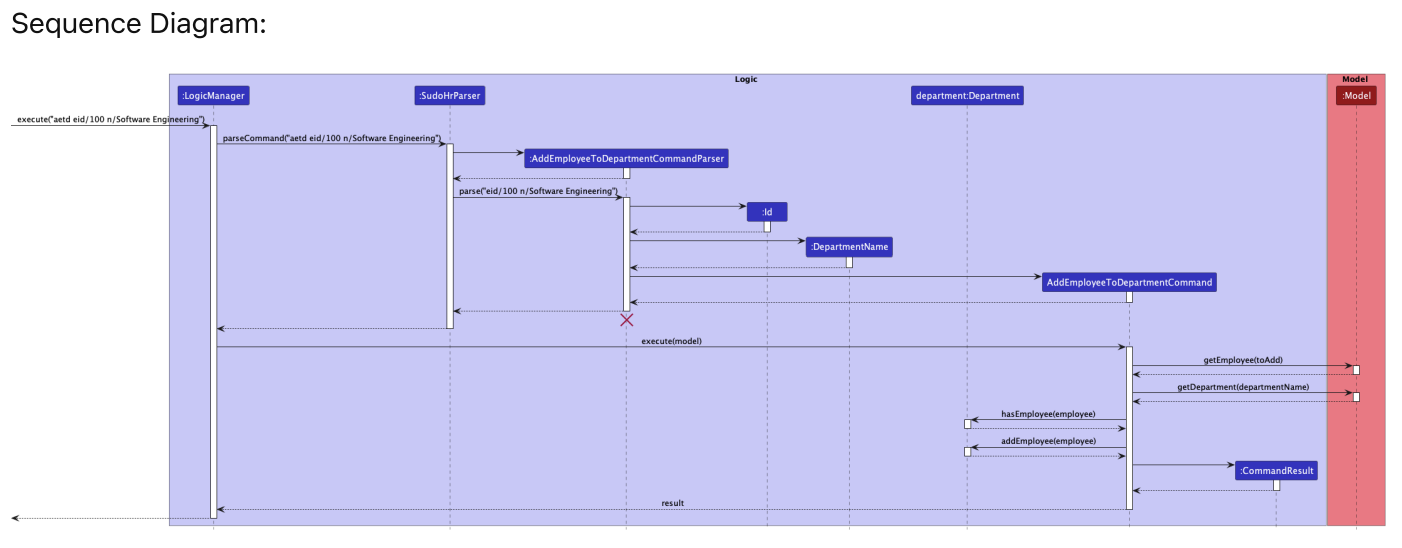 Sequence Diagram:
Logic
Model
:LogicManager
:SudoHrParser
department:Department
:Model
execute("aetd eid/100 n/Software Engineering")
parseCommand("aetd eid/100 n/Software Engineering")
:AddEmployeeToDepartmentCommandParser
parse("eid/100 n/Software Engineering")
:Id
:DepartmentName
AddEmployeeToDepartmentCommand
execute(model)
getEmployee(toAdd)
getDepartment(departmentName)
hasEmployee(employee)
addEmployee(employee)
:CommandResult
result